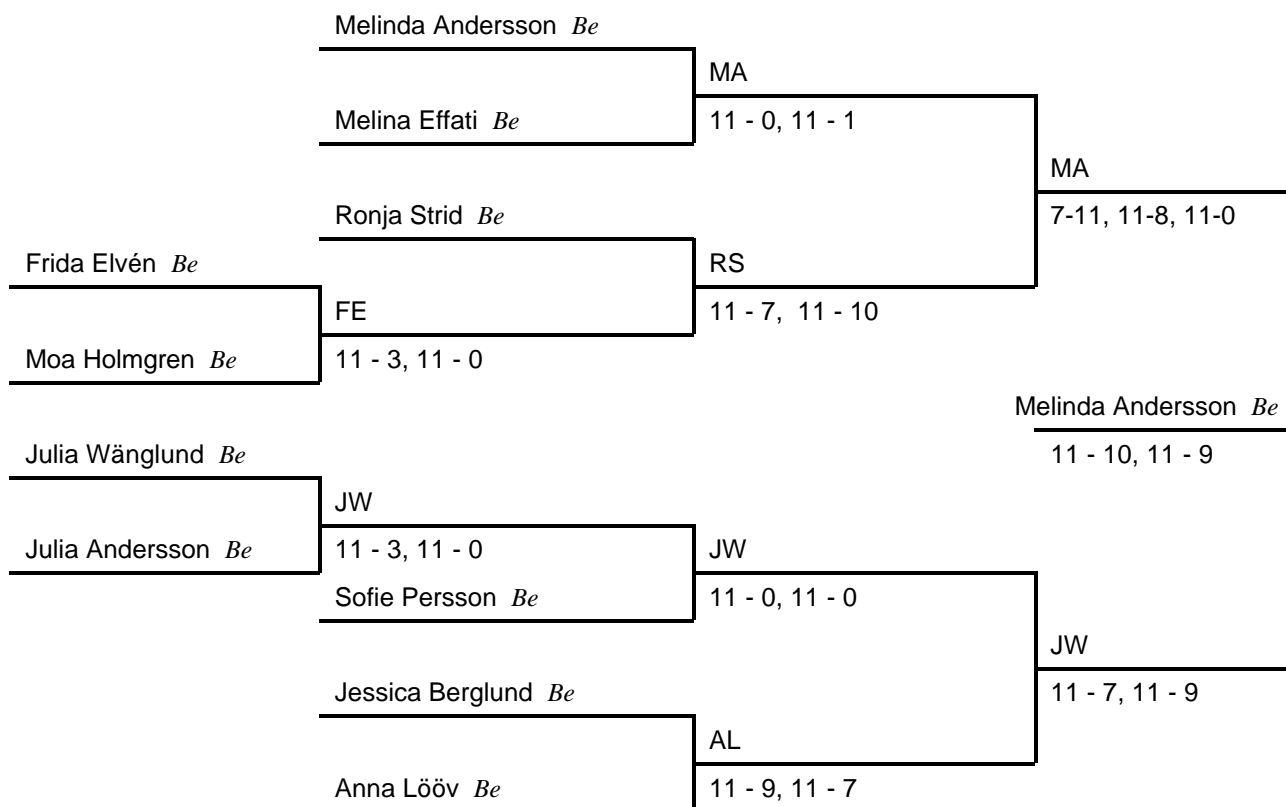 Melinda Andersson Be
MA
Melina Effati Be
11 - 0, 11 - 1
MA
Ronja Strid Be
7-11, 11-8, 11-0
Frida Elvén Be
RS
FE
11 - 7, 11 - 10
Moa Holmgren Be
11 - 3, 11 - 0
Melinda Andersson Be
Julia Wänglund Be
11 - 10, 11 - 9
JW
Julia Andersson Be
11 - 3, 11 - 0
JW
Sofie Persson Be
11 - 0, 11 - 0
JW
Jessica Berglund Be
11 - 7, 11 - 9
AL
Anna Lööv Be
11 - 9, 11 - 7